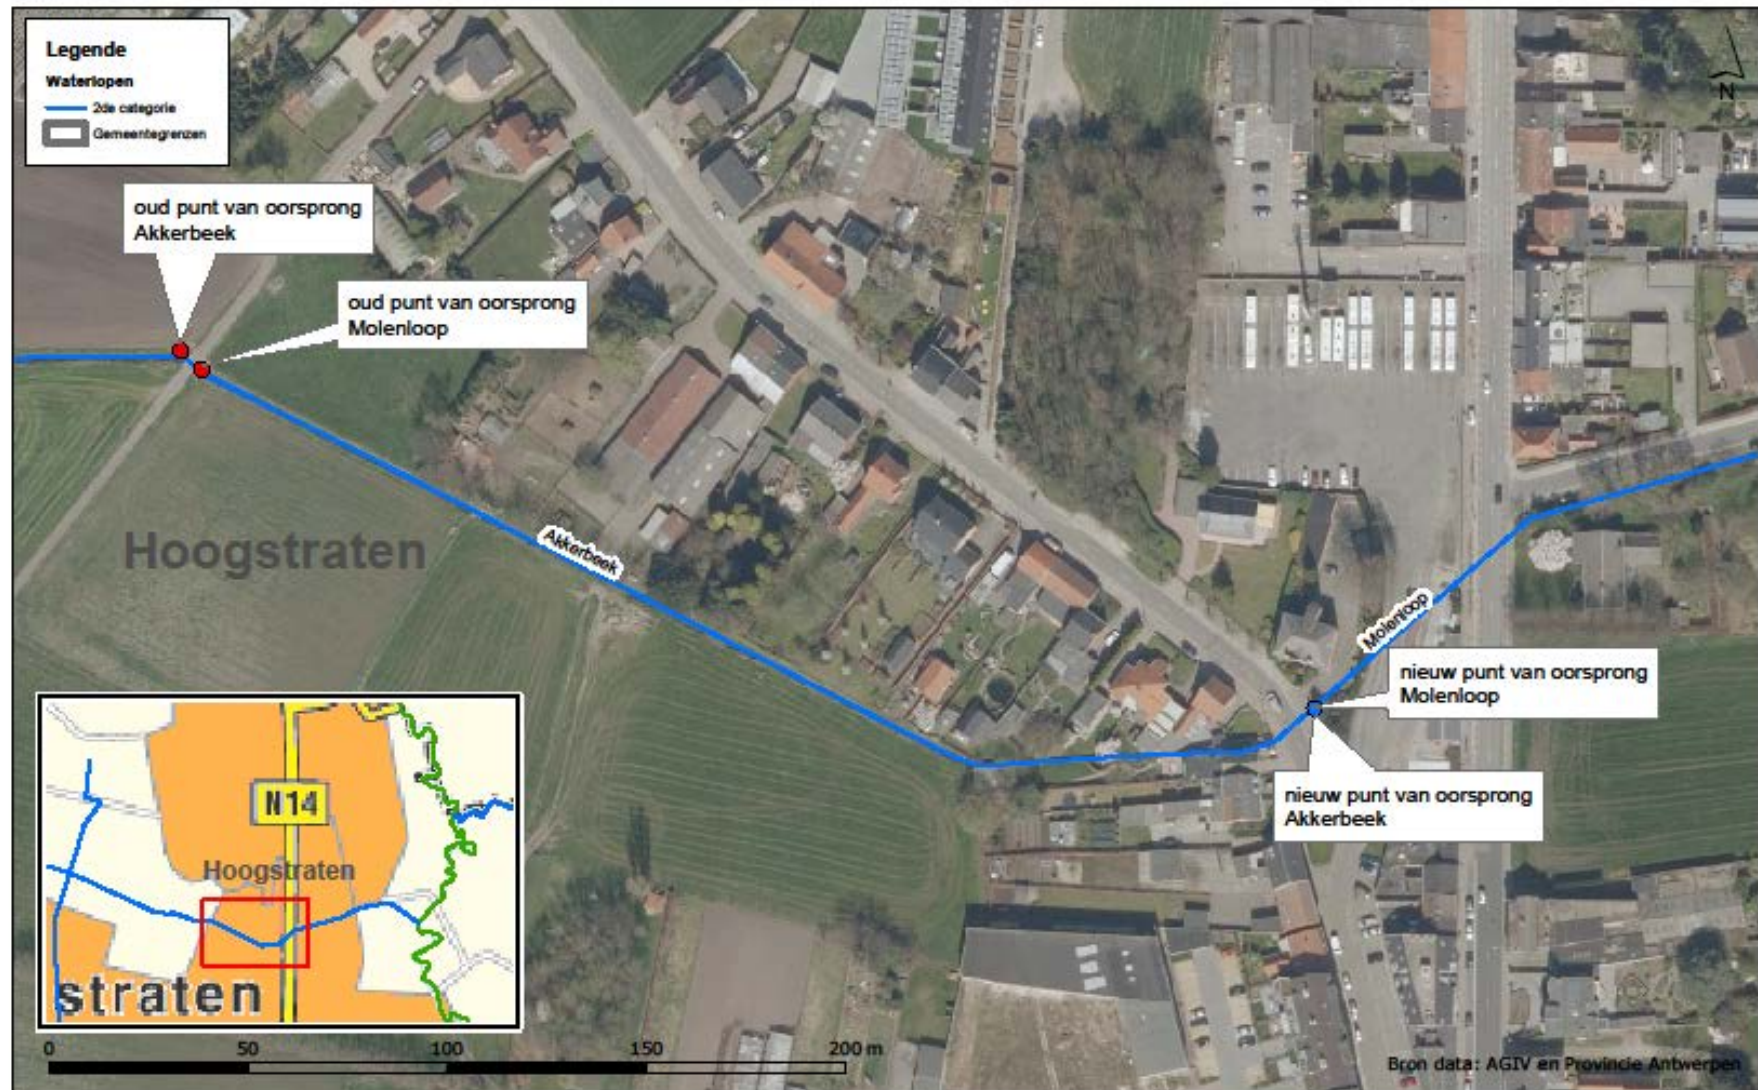 Legende
Waterlopen
2de categorie
Gemeentegrenzen
N
oud punt van oorsprong
Akkerbeek
oud punt van oorsprong
Molenloop
Hoogstraten
Akkerbeek
Molenloop
nieuw punt van oorsprong
Molenloop
nieuw punt van oorsprong
Akkerbeek
N14
Hoogstraten
straten
0 50 100 150 200 m
Bron data: AGIV en Provincie Antwerpen